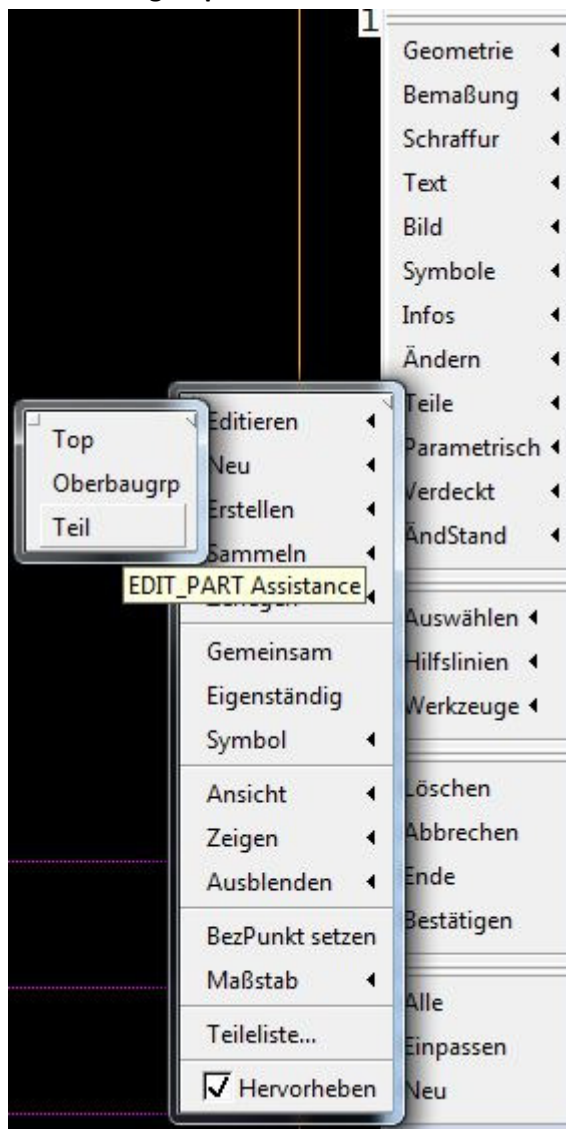 1
Geometrie
Bemaßung
Schraffur
Text
Bild
Symbole
Infos
Ändern
Teile
Parametrisch
Verdeckt
ÄndStand
Auswählen
Hilfslinien
Werkzeuge
Löschen
Abbrechen
Ende
Bestätigen
Alle
Einpassen
Neu
Editieren
Neu
Erstellen
Sammeln
Gemeinsam
Eigenständig
Symbol
Ansicht
Zeigen
Ausblenden
BezPunkt setzen
Maßstab
Teileliste...
Hervorheben
Top
Oberbaugrp
Teil
EDIT_PART Assistance